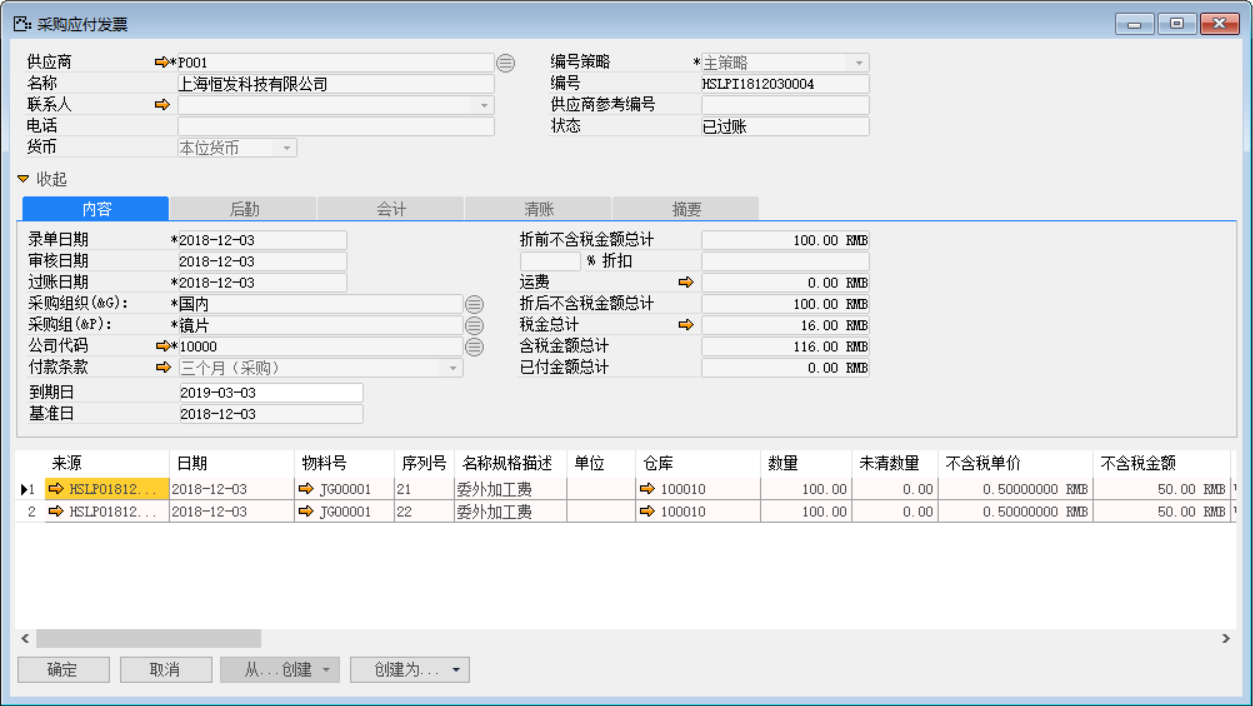 采购应付发票
供应商 *P001 编号策略 *主策略
名称 上海恒发科技有限公司 编号 HSLPI1812030004
联系人 供应商参考编号
电话 状态 已过账
货币 本位货币
收起
内容 后勤 会计 清账 摘要
录单日期 *2018-12-03 折前不含税金额总计 100.00 RMB
审核日期 2018-12-03 % 折扣
过账日期 *2018-12-03 运费 0.00 RMB
采购组织(&G): *国内 折后不含税金额总计 100.00 RMB
采购组(&P): *镜片 税金总计 16.00 RMB
公司代码 *10000 含税金额总计 116.00 RMB
付款条款 三个月(采购) 已付金额总计 0.00 RMB
到期日 2019-03-03
基准日 2018-12-03
来源 日期 物料号 序列号 名称规格描述 单位 仓库 数量 未清数量 不含税单价 不含税金额
1 HSLPO1812... 2018-12-03 JG00001 21 委外加工费 100010 100.00 0.00 0.50000000 RMB 50.00 RMB
2 HSLPO1812... 2018-12-03 JG00001 22 委外加工费 100010 100.00 0.00 0.50000000 RMB 50.00 RMB
确定 取消 从...创建 创建为...